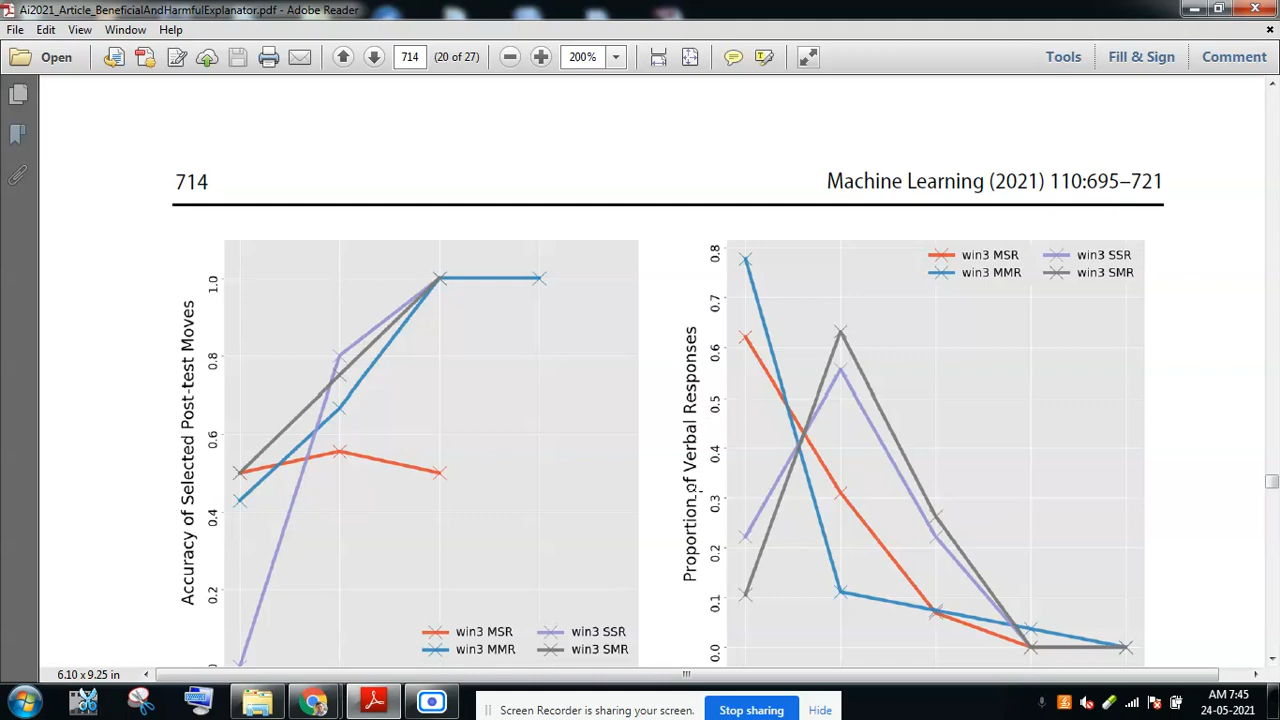 Ai2021_Article_BeneficialAndHarmfulExplanator.pdf - Adobe Reader
File Edit View Window Help
Open 714 (20 of 27) 200% Tools Fill & Sign Comment
714 Machine Learning (2021) 110:695–721
Accuracy of Selected Post-test Moves
1.0
0.8
0.6
0.4
0.2
win3 MSR win3 SSR
win3 MMR win3 SMR
Proportion of Verbal Responses
0.8
0.7
0.6
0.5
0.4
0.3
0.2
0.1
0.0
win3 MSR win3 SSR
win3 MMR win3 SMR
6.10 x 9.25 in
Screen Recorder is sharing your screen. Stop sharing Hide
AM 7:45
24-05-2021